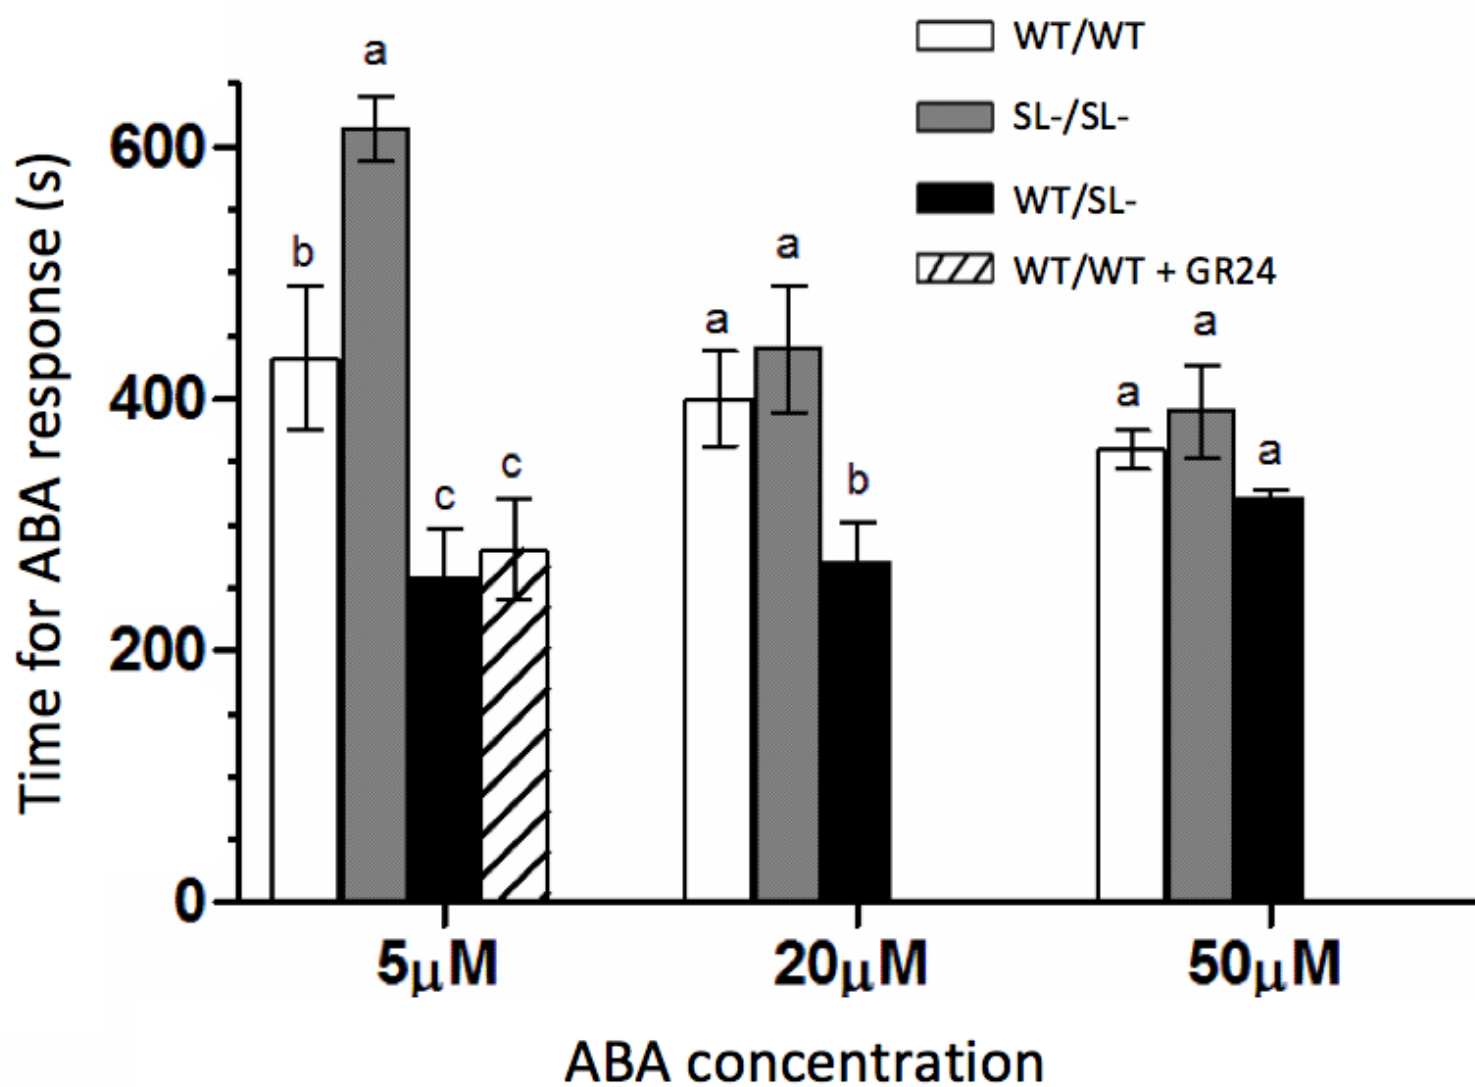 WT/WT
SL-/SL-
WT/SL-
WT/WT + GR24
Time for ABA response (s)
600
400
200
0
b
a
c
c
a
a
b
a
a
a
5μM
20μM
50μM
ABA concentration